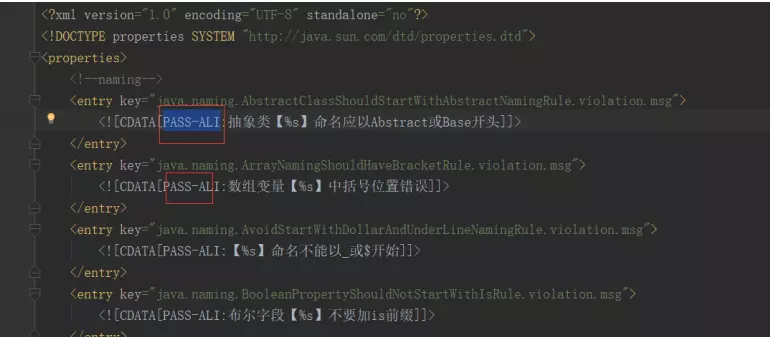 <?xml version="1.0" encoding="UTF-8" standalone="no"?>
<!DOCTYPE properties SYSTEM "http://java.sun.com/dtd/properties.dtd">
<properties>
<!--naming-->
<entry key="java.naming.AbstractClassShouldStartWithAbstractNamingRule.violation.msg">
<![CDATA[PASS-ALI:抽象类【%s】命名应以Abstract或Base开头]]>
</entry>
<entry key="java.naming.ArrayNamingShouldHaveBracketRule.violation.msg">
<![CDATA[PASS-ALI:数组变量【%s】中括号位置错误]]>
</entry>
<entry key="java.naming.AvoidStartWithDollarAndUnderLineNamingRule.violation.msg">
<![CDATA[PASS-ALI:【%s】命名不能以_或$开始]]>
</entry>
<entry key="java.naming.BooleanPropertyShouldNotStartWithIsRule.violation.msg">
<![CDATA[PASS-ALI:布尔字段【%s】不要加is前缀]]>
</entry>